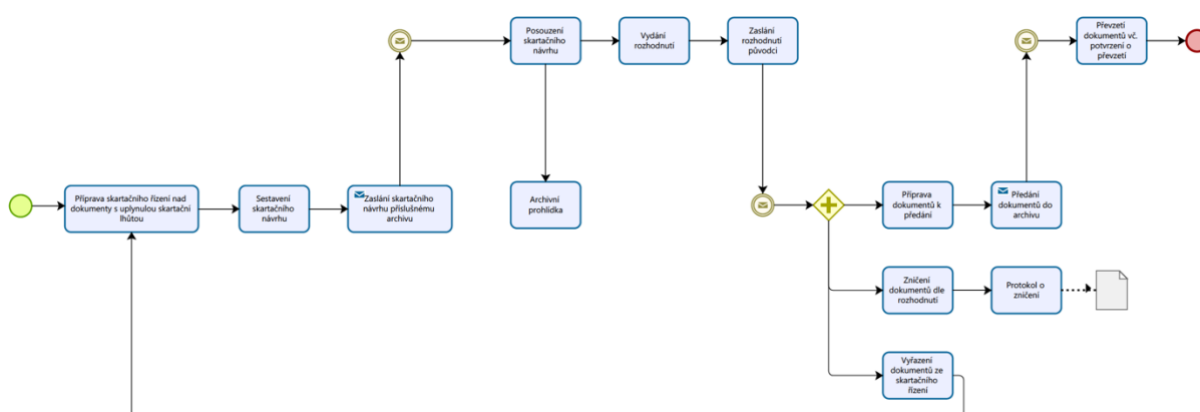 Posouzení
skartačního
návrhu
Vydání
rozhodnutí
Zaslání
rozhodnutí
původci
Převzetí
dokumentů vč.
potvrzení o
převzetí
Příprava skartačního řízení nad
dokumenty s uplynulou skartační
lhůtou
Sestavení
skartačního
návrhu
Zaslání skartačního
návrhu příslušnému
archivu
Archivní
prohlídka
Příprava
dokumentů k
předání
Předání
dokumentů do
archivu
Zničení
dokumentů dle
rozhodnutí
Protokol o
zničení
Vyřazení
dokumentů ze
skartačního
řízení